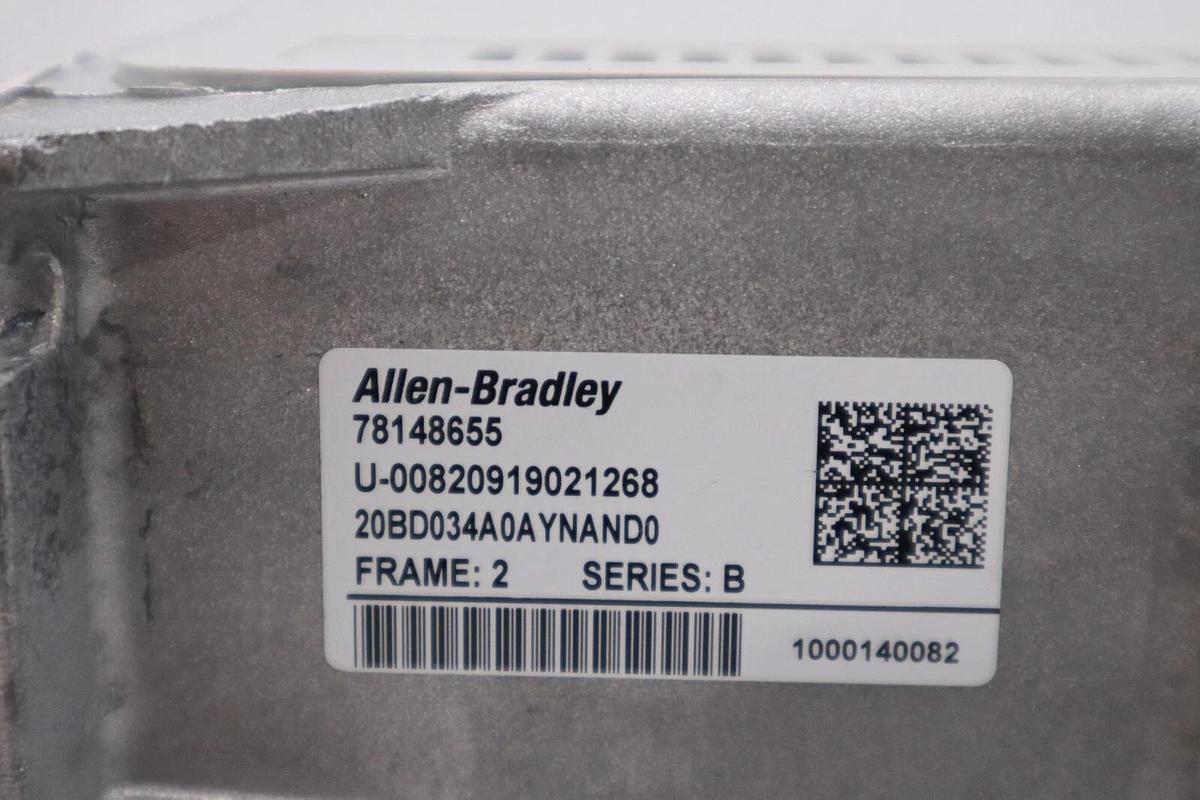 Allen-Bradley
78148655
U-00820919021268
20BD034A0AYNAND0
FRAME: 2 SERIES: B
1000140082